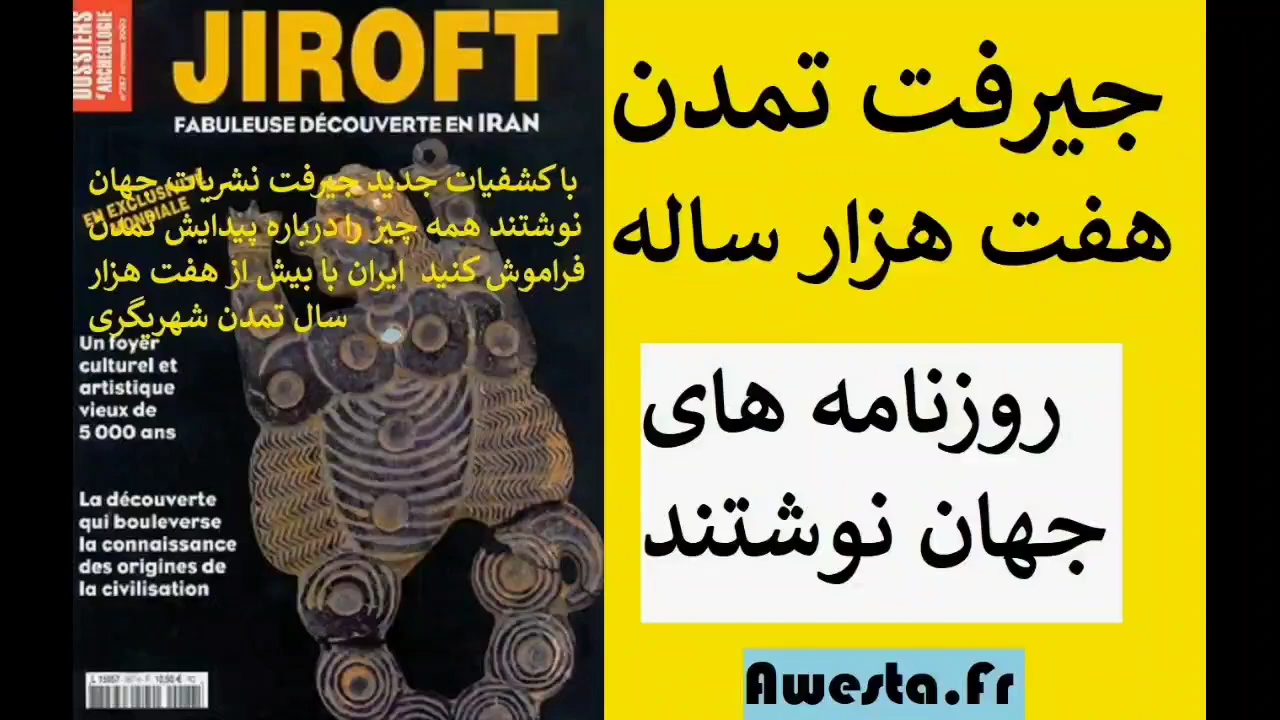 DOSSIERS
d'ARCHEOLOGIE
JIROFT
FABULEUSE DÉCOUVERTE EN IRAN
EN EXCLUSIVITÉ
MONDIALE
با کشفیات جدید جیرفت نشریات جهان
نوشتند همه چیز را درباره پیدایش تمدن
فراموش کنید ایران با بیش از هفت هزار
سال تمدن شهریگری
Un foyer
culturel et
artistique
vieux de
5 000 ans
La découverte
qui bouleverse
la connaissance
des origines de
la civilisation
جیرفت تمدن
هفت هزار ساله
روزنامه های
جهان نوشتند
Awesta.Fr